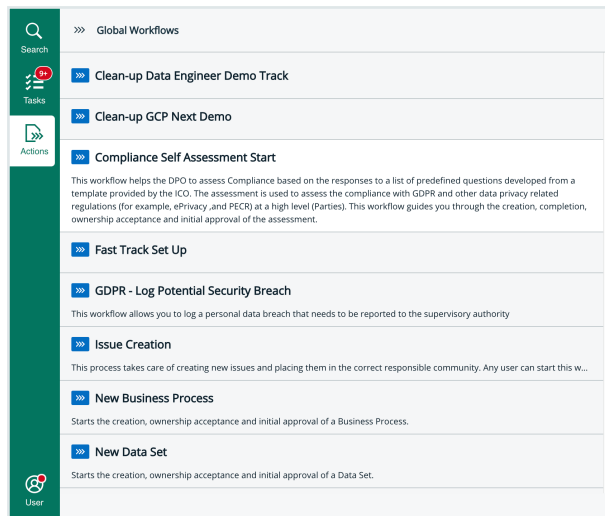 Search
9+
Tasks
Actions
User
Global Workflows
Clean-up Data Engineer Demo Track
Clean-up GCP Next Demo
Compliance Self Assessment Start
This workflow helps the DPO to assess Compliance based on the responses to a list of predefined questions developed from a
template provided by the ICO. The assessment is used to assess the compliance with GDPR and other data privacy related
regulations (for example, ePrivacy ,and PECR) at a high level (Parties). This workflow guides you through the creation, completion,
ownership acceptance and initial approval of the assessment.
Fast Track Set Up
GDPR - Log Potential Security Breach
This workflow allows you to log a personal data breach that needs to be reported to the supervisory authority
Issue Creation
This process takes care of creating new issues and placing them in the correct responsible community. Any user can start this w...
New Business Process
Starts the creation, ownership acceptance and initial approval of a Business Process.
New Data Set
Starts the creation, ownership acceptance and initial approval of a Data Set.